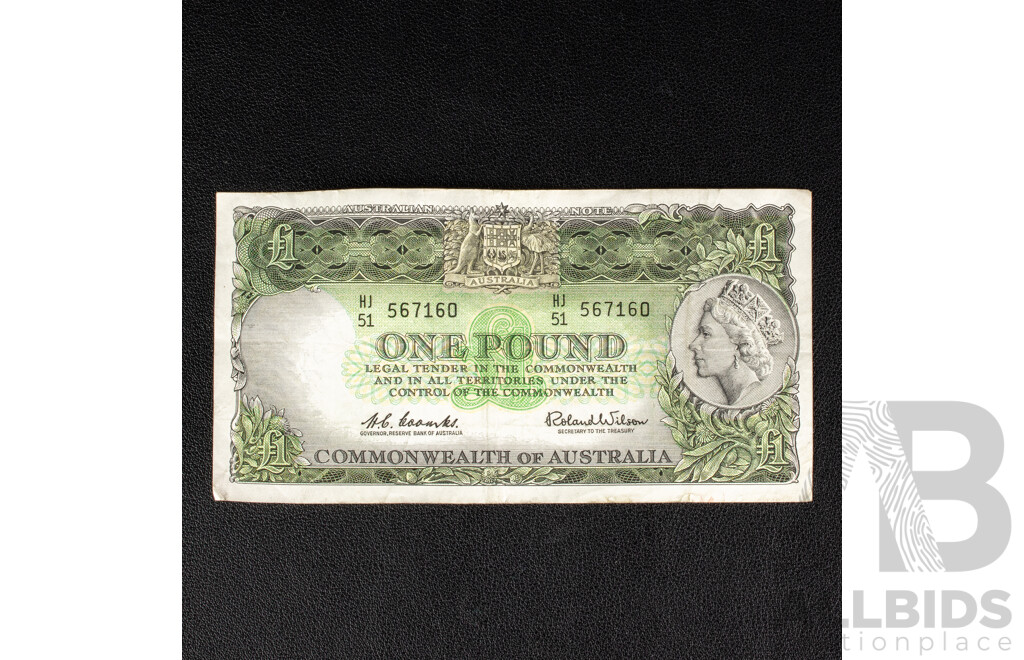 AUSTRALIAN NOTE
£1 £1
AUSTRALIA
HJ 51 567160 HJ 51 567160
ONE POUND
LEGAL TENDER IN THE COMMONWEALTH
AND IN ALL TERRITORIES UNDER THE
CONTROL OF THE COMMONWEALTH
H.C. Coombs. Roland Wilson
GOVERNOR, RESERVE BANK OF AUSTRALIA SECRETARY TO THE TREASURY
£1 COMMONWEALTH OF AUSTRALIA £1
AB
ALLBIDS
auctionplace